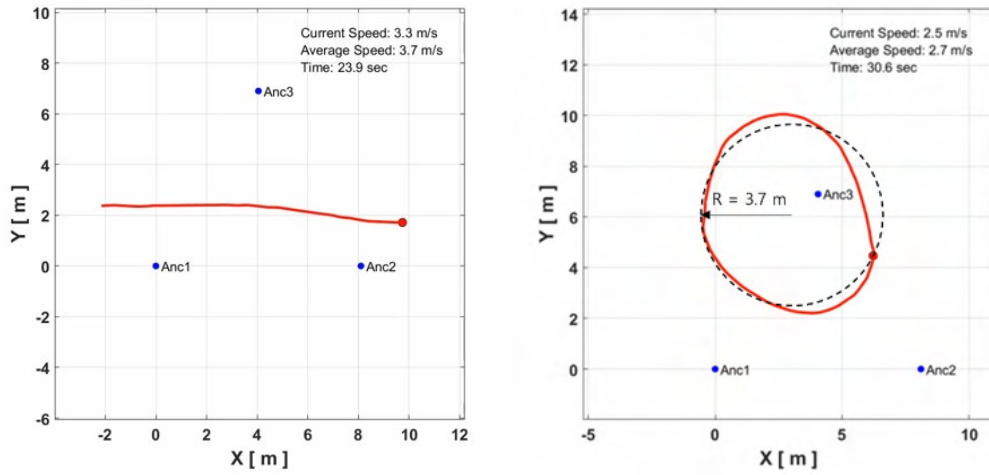 10
8
6
4
2
0
-2
-4
-6
Y [ m ]
Current Speed: 3.3 m/s
Average Speed: 3.7 m/s
Time: 23.9 sec
Anc3
Anc1
Anc2
-2 0 2 4 6 8 10 12
X [ m ]
14
12
10
8
6
4
2
0
Y [ m ]
Current Speed: 2.5 m/s
Average Speed: 2.7 m/s
Time: 30.6 sec
R = 3.7 m
Anc3
Anc1
Anc2
-5 0 5 10
X [ m ]